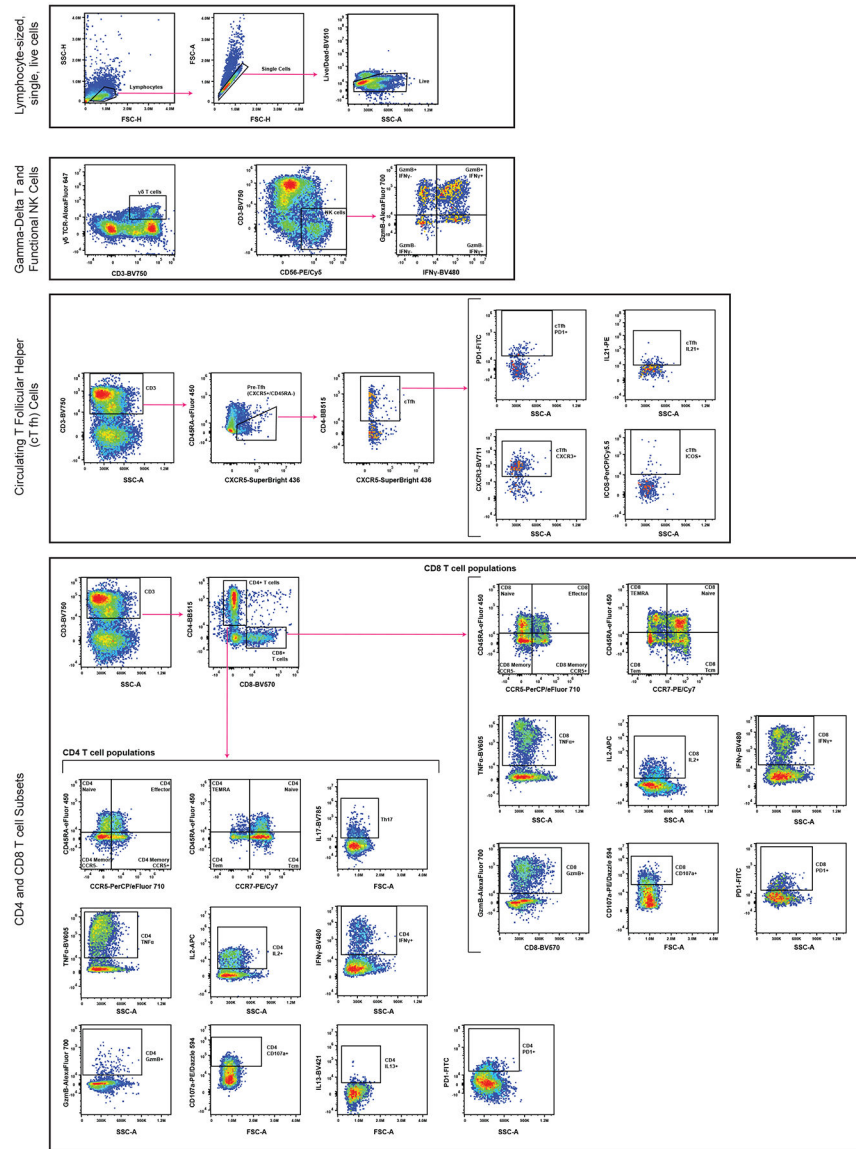 Lymphocyte-sized,
single, live cells
SSC-H
Lymphocytes
FSC-H
FSC-A
Single Cells
FSC-H
Live/Dead-BV510
Live
SSC-A
Gamma-Delta T and
Functional NK Cells
γδ TCR-AlexaFluor 647
γδ T cells
CD3-BV750
CD3-BV750
NK cells
CD56-PE/Cy5
GzmB-AlexaFluor 700
GzmB+
IFNγ-
GzmB+
IFNγ+
GzmB-
IFNγ-
GzmB-
IFNγ+
IFNγ-BV480
Circulating T Follicular Helper
(cT fh) Cells
CD3-BV750
CD3
SSC-A
CD45RA-eFluor 450
Pre-Tfh
(CXCR5+/CD45RA-)
CXCR5-SuperBright 436
CD4-BB515
cTfh
CXCR5-SuperBright 436
PD1-FITC
cTfh
PD1+
SSC-A
IL21-PE
cTfh
IL21+
SSC-A
CXCR3-BV711
cTfh
CXCR3+
SSC-A
ICOS-PerCP/Cy5.5
cTfh
ICOS+
SSC-A
CD4 and CD8 T cell Subsets
CD3-BV750
CD3
SSC-A
CD4-BB515
CD4+ T cells
CD8+
T cells
CD8-BV570
CD8 T cell populations
CD45RA-eFluor 450
CD8
Naive
CD8
Effector
CD8 Memory
CCR5-
CD8 Memory
CCR5+
CCR5-PerCP/eFluor 710
CD45RA-eFluor 450
CD8
TEMRA
CD8
Naive
CD8
Tem
CD8
Tcm
CCR7-PE/Cy7
TNFα-BV605
CD8
TNFα+
SSC-A
IL2-APC
CD8
IL2+
SSC-A
IFNγ-BV480
CD8
IFNγ+
SSC-A
GzmB-AlexaFluor 700
CD8
GzmB+
CD8-BV570
CD107a-PE/Dazzle 594
CD8
CD107a+
FSC-A
PD1-FITC
CD8
PD1+
SSC-A
CD4 T cell populations
CD45RA-eFluor 450
CD4
Naive
CD4
Effector
CD4 Memory
CCR5-
CD4 Memory
CCR5+
CCR5-PerCP/eFluor 710
CD45RA-eFluor 450
CD4
TEMRA
CD4
Naive
CD4
Tem
CD4
Tcm
CCR7-PE/Cy7
IL17-BV785
Th17
FSC-A
TNFα-BV605
CD4
TNFα
SSC-A
IL2-APC
CD4
IL2+
SSC-A
IFNγ-BV480
CD4
IFNγ+
SSC-A
GzmB-AlexaFluor 700
CD4
GzmB+
SSC-A
CD107a-PE/Dazzle 594
CD4
CD107a+
FSC-A
IL13-BV421
CD4
IL13+
FSC-A
PD1-FITC
CD4
PD1+
SSC-A